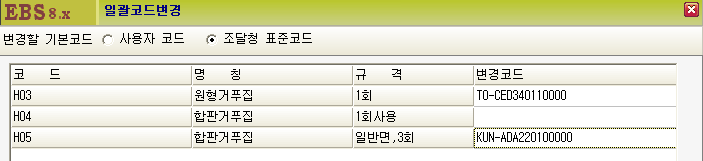 EBS 8.x 일괄코드변경
변경할 기본코드 사용자 코드 조달청 표준코드
코 드 명 칭 규 격 변경코드
H03 원형거푸집 1회 T0-CED340110000
H04 합판거푸집 1회사용
H05 합판거푸집 일반면,3회 KUN-ADA220100000